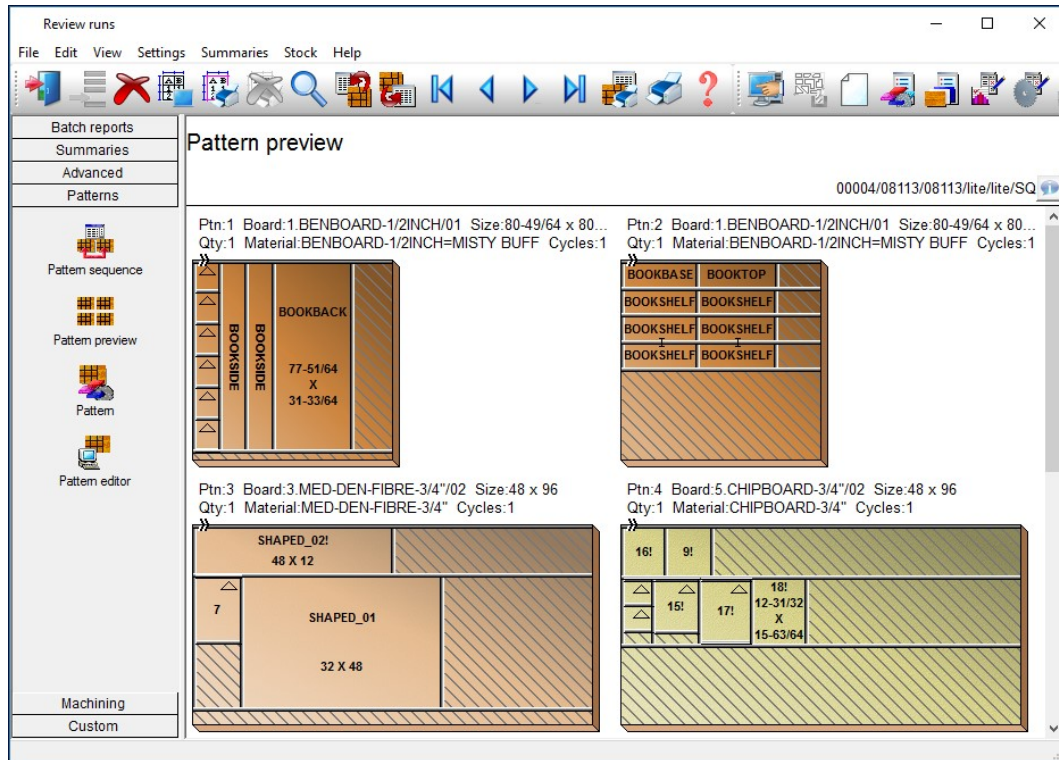 Review runs
File Edit View Settings Summaries Stock Help
Batch reports
Summaries
Advanced
Patterns
Pattern sequence
Pattern preview
Pattern
Pattern editor
Machining
Custom
Pattern preview
00004/08113/08113/lite/lite/SQ
Ptn:1 Board:1.BENBOARD-1/2INCH/01 Size:80-49/64 x 80...
Qty:1 Material:BENBOARD-1/2INCH=MISTY BUFF Cycles:1
BOOKSIDE
BOOKSIDE
BOOKBACK
77-51/64
X
31-33/64
Ptn:2 Board:1.BENBOARD-1/2INCH/01 Size:80-49/64 x 80...
Qty:1 Material:BENBOARD-1/2INCH=MISTY BUFF Cycles:1
BOOKBASE BOOKTOP
BOOKSHELF BOOKSHELF
BOOKSHELF BOOKSHELF
BOOKSHELF BOOKSHELF
Ptn:3 Board:3.MED-DEN-FIBRE-3/4"/02 Size:48 x 96
Qty:1 Material:MED-DEN-FIBRE-3/4" Cycles:1
SHAPED_02!
48 X 12
7
SHAPED_01
32 X 48
Ptn:4 Board:5.CHIPBOARD-3/4"/02 Size:48 x 96
Qty:1 Material:CHIPBOARD-3/4" Cycles:1
16! 9!
15! 17!
18!
12-31/32
X
15-63/64